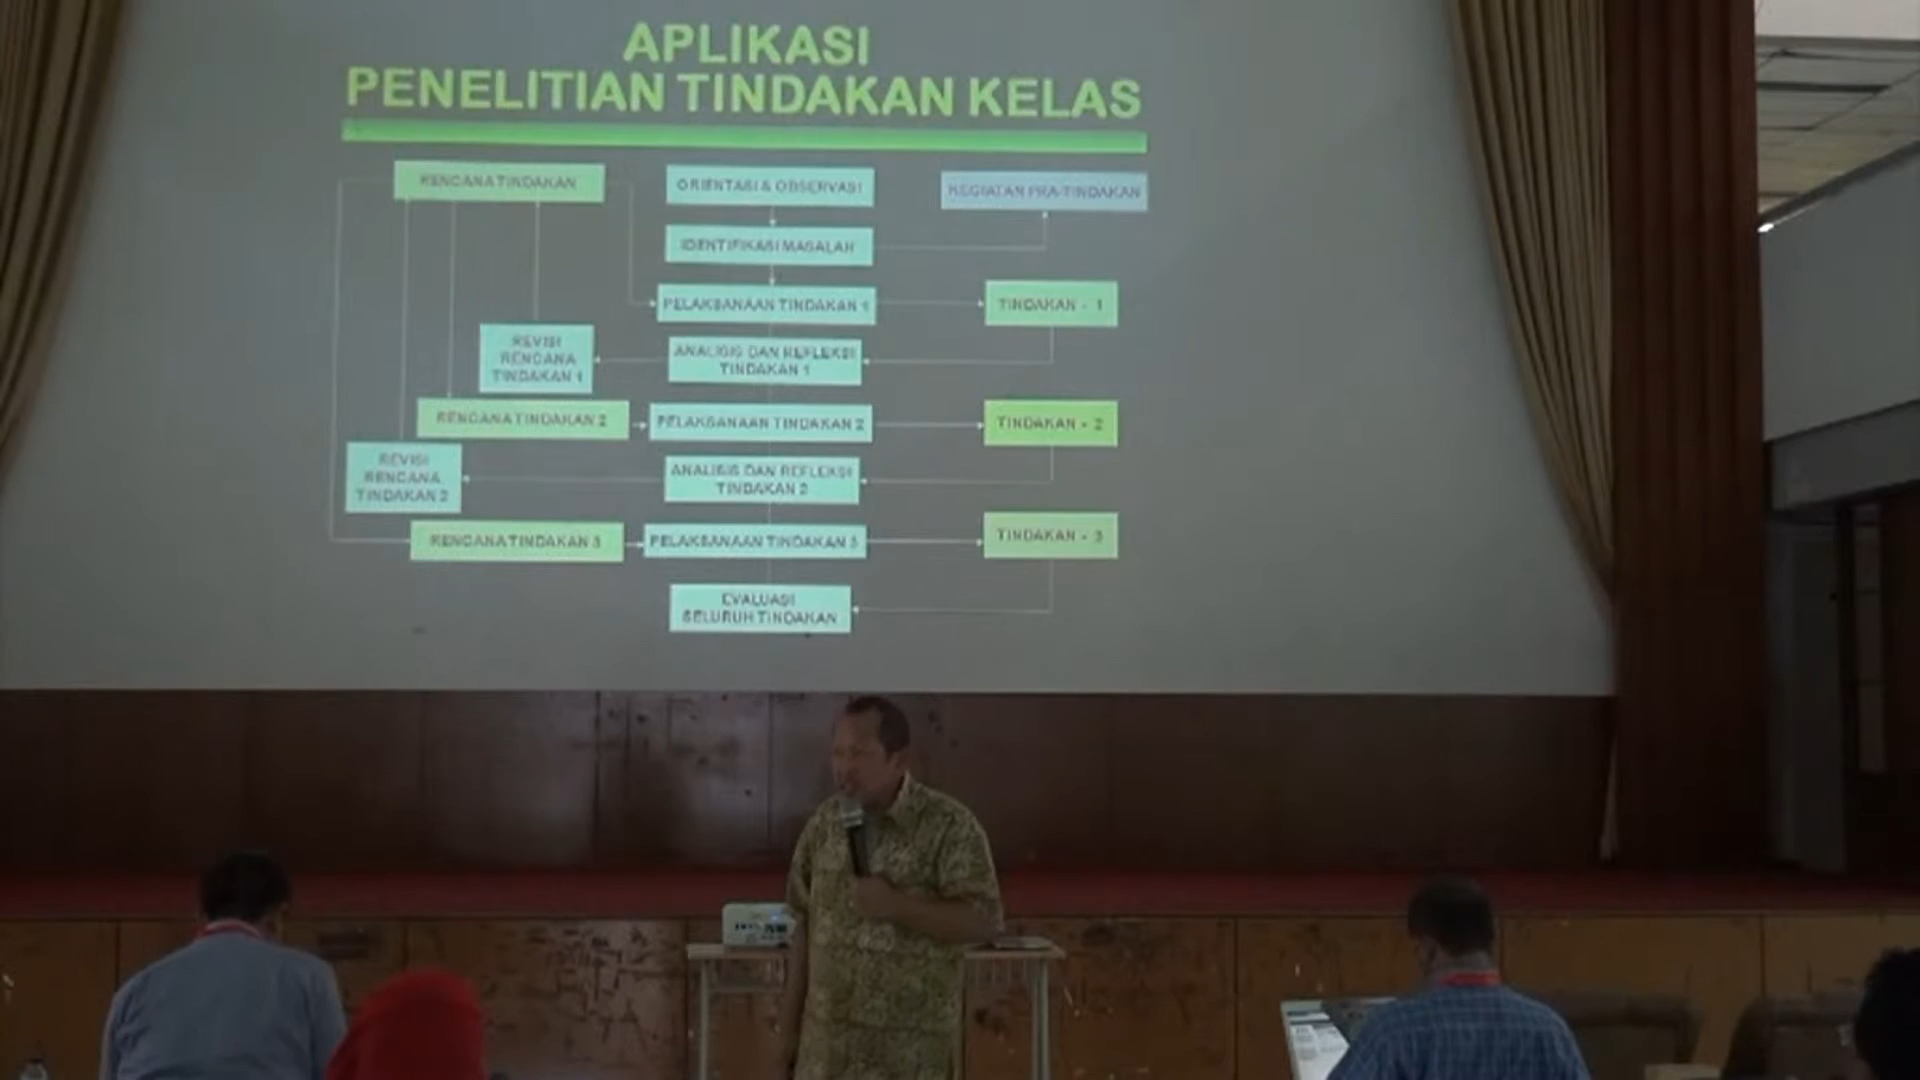 APLIKASI
PENELITIAN TINDAKAN KELAS
RENCANA TINDAKAN
ORIENTASI & OBSERVASI
KEGIATAN PRA-TINDAKAN
IDENTIFIKASI MASALAH
PELAKSANAAN TINDAKAN 1
TINDAKAN - 1
REVISI
RENCANA
TINDAKAN 1
ANALISIS DAN REFLEKSI
TINDAKAN 1
RENCANA TINDAKAN 2
PELAKSANAAN TINDAKAN 2
TINDAKAN - 2
REVISI
RENCANA
TINDAKAN 2
ANALISIS DAN REFLEKSI
TINDAKAN 2
RENCANA TINDAKAN 3
PELAKSANAAN TINDAKAN 3
TINDAKAN - 3
EVALUASI
SELURUH TINDAKAN